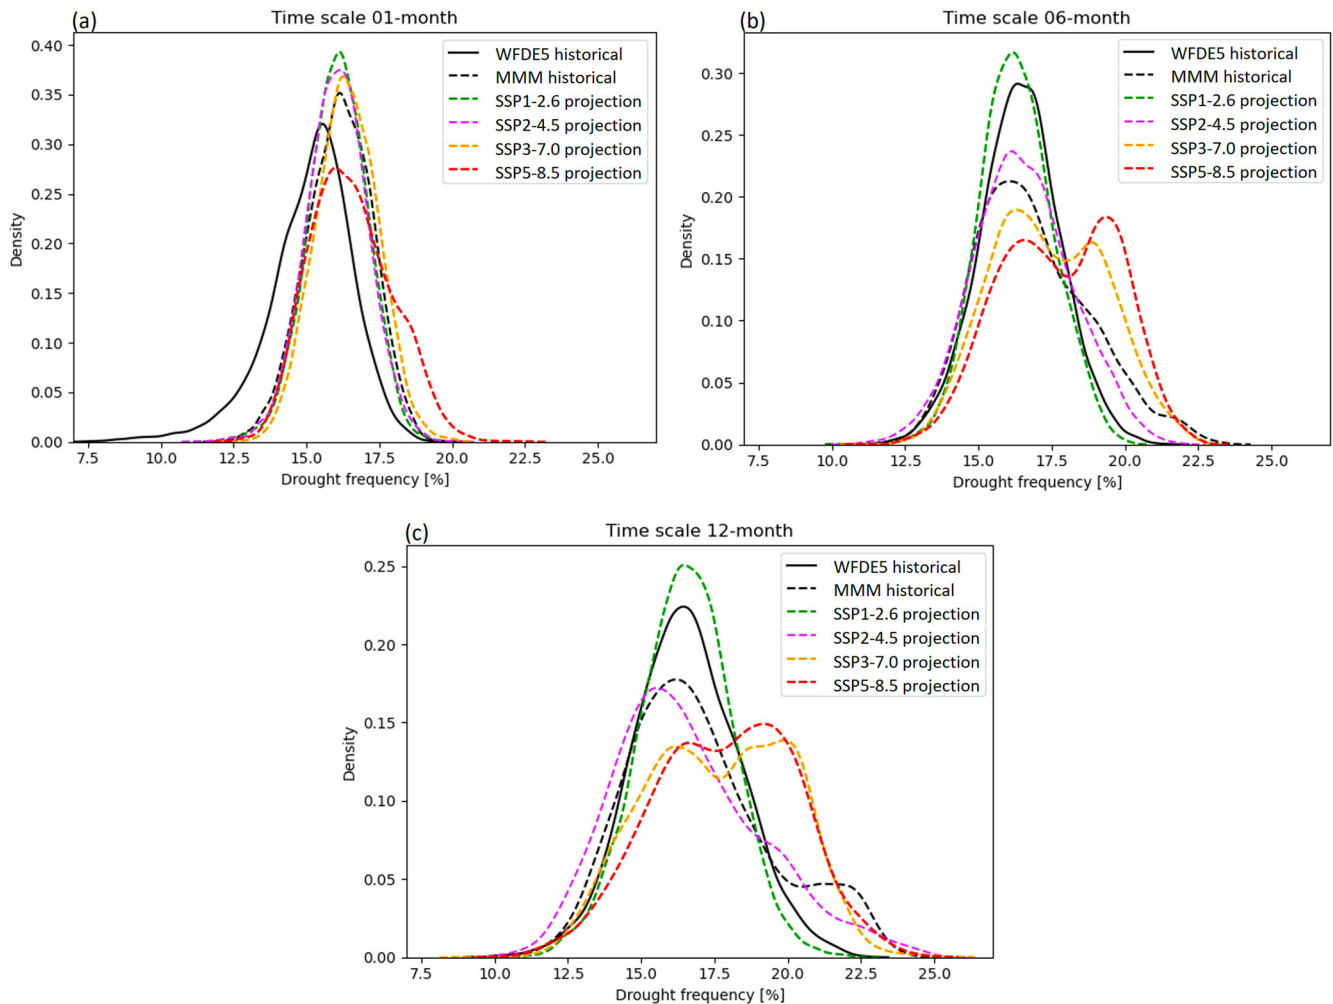 (a)
Time scale 01-month
WFDE5 historical
MMM historical
SSP1-2.6 projection
SSP2-4.5 projection
SSP3-7.0 projection
SSP5-8.5 projection
Density
0.40
0.35
0.30
0.25
0.20
0.15
0.10
0.05
0.00
7.5 10.0 12.5 15.0 17.5 20.0 22.5 25.0
Drought frequency [%]
(b)
Time scale 06-month
WFDE5 historical
MMM historical
SSP1-2.6 projection
SSP2-4.5 projection
SSP3-7.0 projection
SSP5-8.5 projection
Density
0.30
0.25
0.20
0.15
0.10
0.05
0.00
7.5 10.0 12.5 15.0 17.5 20.0 22.5 25.0
Drought frequency [%]
(c)
Time scale 12-month
WFDE5 historical
MMM historical
SSP1-2.6 projection
SSP2-4.5 projection
SSP3-7.0 projection
SSP5-8.5 projection
Density
0.25
0.20
0.15
0.10
0.05
0.00
7.5 10.0 12.5 15.0 17.5 20.0 22.5 25.0
Drought frequency [%]